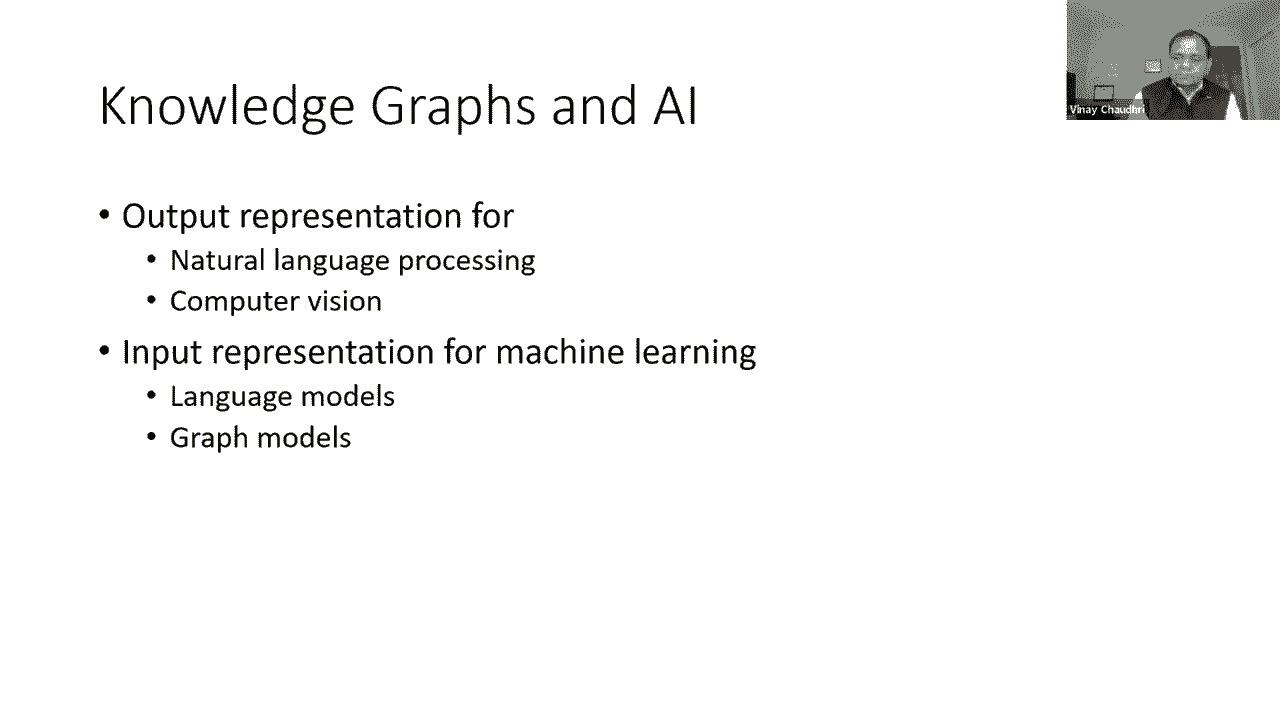 Knowledge Graphs and AI
Vinay Chaudhri
• Output representation for
• Natural language processing
• Computer vision
• Input representation for machine learning
• Language models
• Graph models